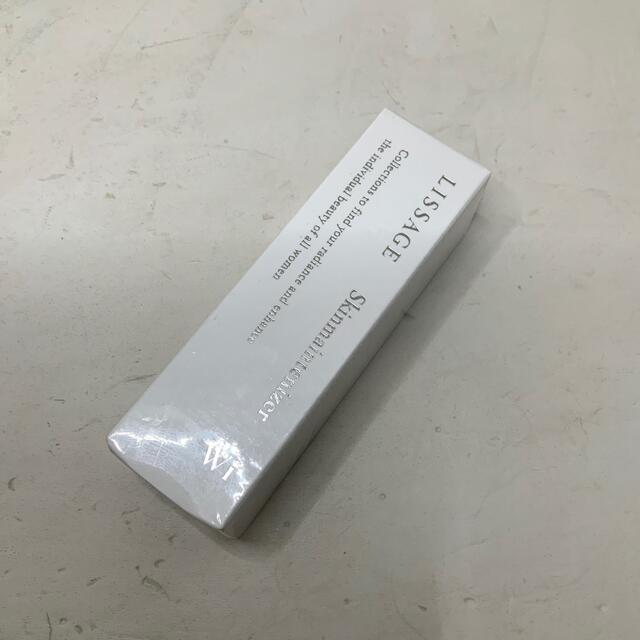 LISSAGE
Skinmaintenizer
Collections to find your radiance and enhance
the individual beauty of all women